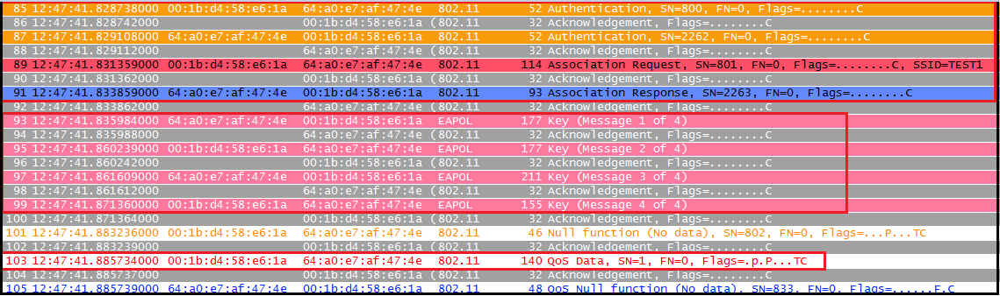 85 12:47:41.828738000 00:1b:d4:58:e6:1a 64:a0:e7:af:47:4e 802.11 52 Authentication, SN=800, FN=0, Flags=........C
86 12:47:41.828742000 00:1b:d4:58:e6:1a ( 802.11 32 Acknowledgement, Flags=........C
87 12:47:41.829108000 64:a0:e7:af:47:4e 00:1b:d4:58:e6:1a 802.11 52 Authentication, SN=2262, FN=0, Flags=........C
88 12:47:41.829112000 64:a0:e7:af:47:4e ( 802.11 32 Acknowledgement, Flags=........C
89 12:47:41.831359000 00:1b:d4:58:e6:1a 64:a0:e7:af:47:4e 802.11 114 Association Request, SN=801, FN=0, Flags=........C, SSID=TEST1
90 12:47:41.831362000 00:1b:d4:58:e6:1a ( 802.11 32 Acknowledgement, Flags=........C
91 12:47:41.833859000 64:a0:e7:af:47:4e 00:1b:d4:58:e6:1a 802.11 93 Association Response, SN=2263, FN=0, Flags=........C
92 12:47:41.833862000 64:a0:e7:af:47:4e ( 802.11 32 Acknowledgement, Flags=........C
93 12:47:41.835984000 64:a0:e7:af:47:4e 00:1b:d4:58:e6:1a EAPOL 177 Key (Message 1 of 4)
94 12:47:41.835988000 64:a0:e7:af:47:4e ( 802.11 32 Acknowledgement, Flags=........C
95 12:47:41.860239000 00:1b:d4:58:e6:1a 64:a0:e7:af:47:4e EAPOL 177 Key (Message 2 of 4)
96 12:47:41.860242000 00:1b:d4:58:e6:1a ( 802.11 32 Acknowledgement, Flags=........C
97 12:47:41.861609000 64:a0:e7:af:47:4e 00:1b:d4:58:e6:1a EAPOL 211 Key (Message 3 of 4)
98 12:47:41.861612000 64:a0:e7:af:47:4e ( 802.11 32 Acknowledgement, Flags=........C
99 12:47:41.871360000 00:1b:d4:58:e6:1a 64:a0:e7:af:47:4e EAPOL 155 Key (Message 4 of 4)
100 12:47:41.871364000 00:1b:d4:58:e6:1a ( 802.11 32 Acknowledgement, Flags=........C
101 12:47:41.883236000 00:1b:d4:58:e6:1a 64:a0:e7:af:47:4e 802.11 46 Null function (No data), SN=802, FN=0, Flags=...P...TC
102 12:47:41.883239000 00:1b:d4:58:e6:1a ( 802.11 32 Acknowledgement, Flags=........C
103 12:47:41.885734000 00:1b:d4:58:e6:1a 64:a0:e7:af:47:4e 802.11 140 QoS Data, SN=1, FN=0, Flags=.p.P...TC
104 12:47:41.885737000 00:1b:d4:58:e6:1a ( 802.11 32 Acknowledgement, Flags=........C
105 12:47:41.885739000 64:a0:e7:af:47:4e 00:1b:d4:58:e6:1a 802.11 48 QoS Null function (No data), SN=833, FN=0, Flags=......F.C